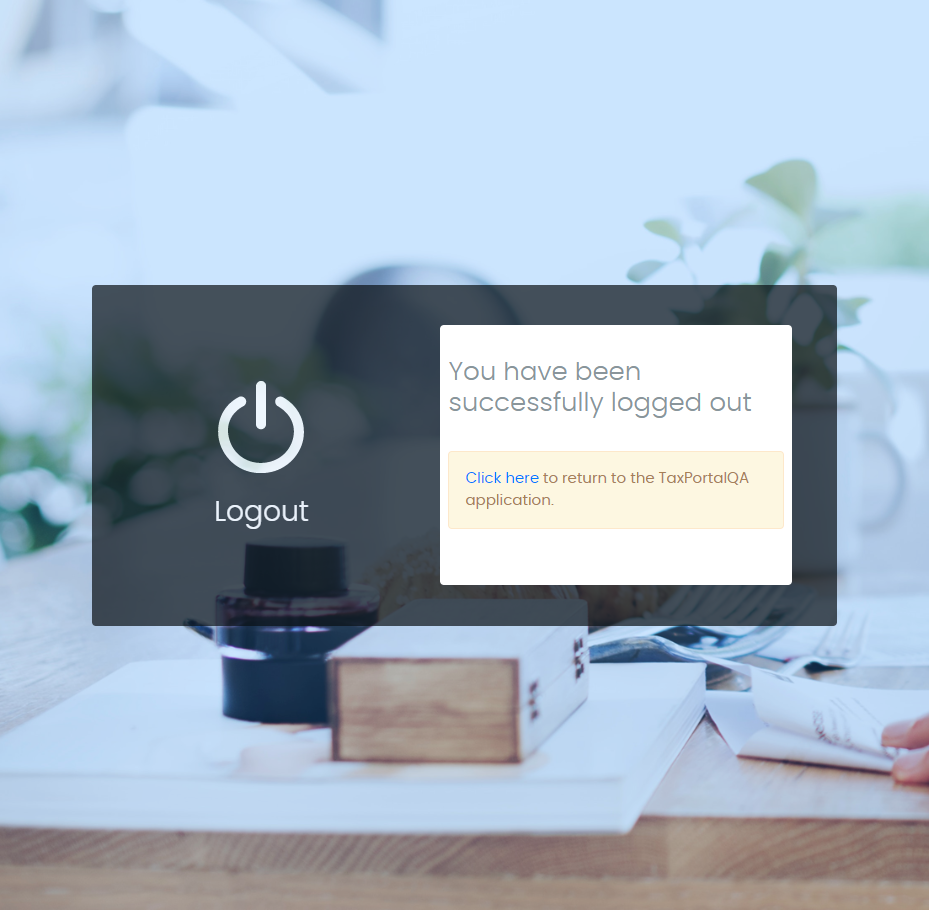 Logout
You have been
successfully logged out
Click here to return to the TaxPortalQA
application.